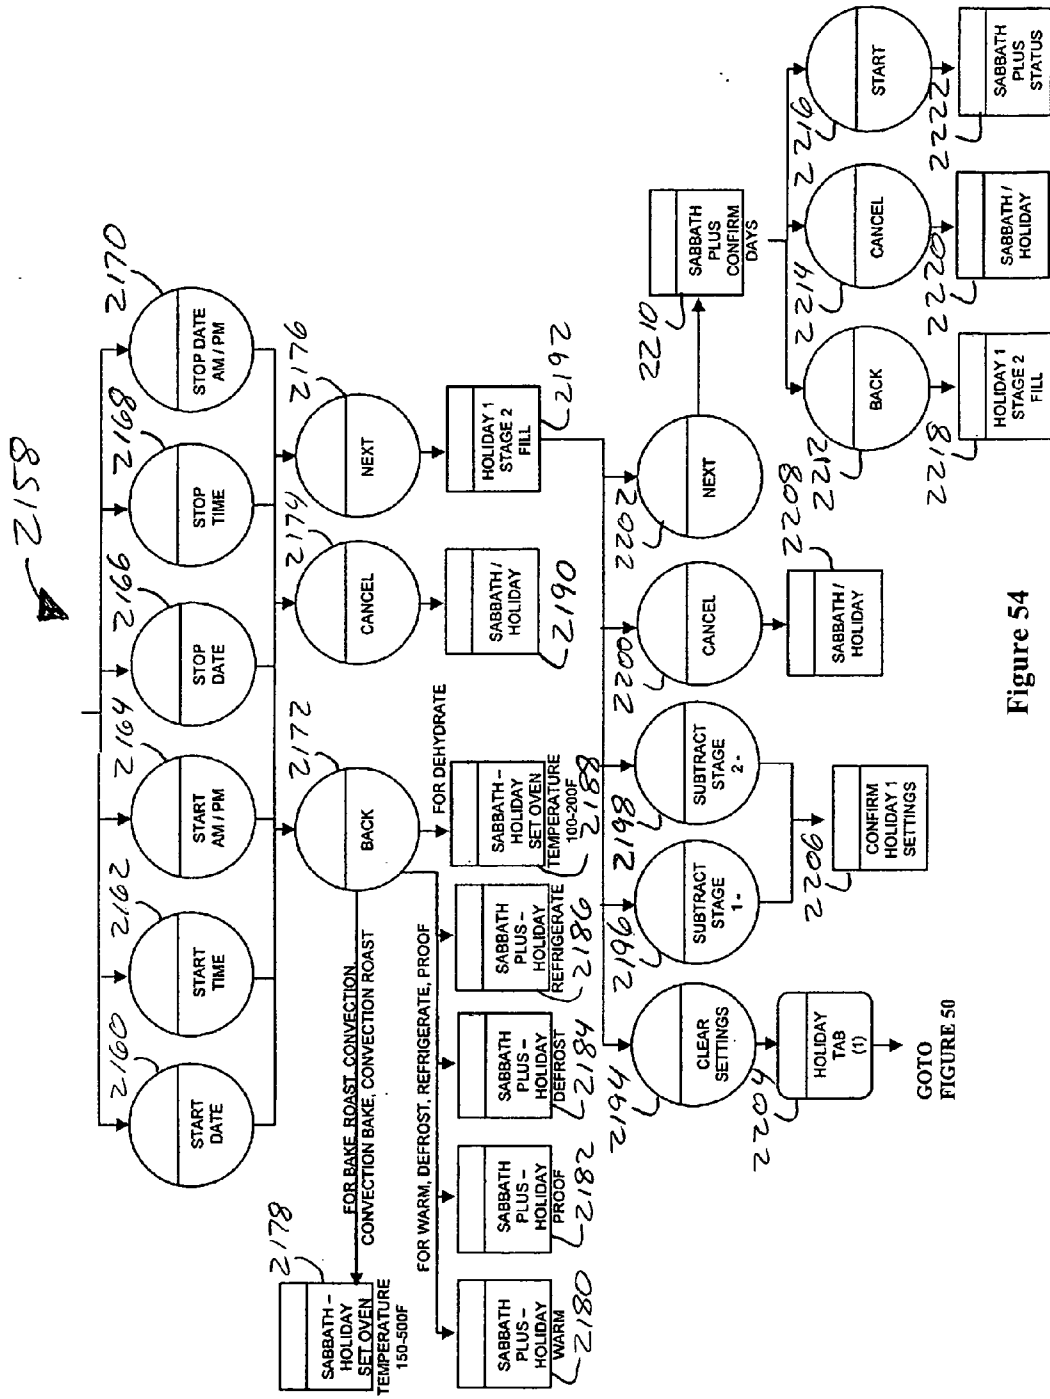 2158
2160
START
DATE
2162
START
TIME
2164
START
AM / PM
2166
STOP
DATE
2168
STOP
TIME
2170
STOP DATE
AM / PM
2172
BACK
2174
CANCEL
2176
NEXT
2178
SABBATH –
HOLIDAY
SET OVEN
TEMPERATURE
150-500F
FOR BAKE, ROAST, CONVECTION
CONVECTION BAKE, CONVECTION ROAST
FOR WARM, DEFROST, REFRIGERATE, PROOF
FOR DEHYDRATE
SABBATH
PLUS –
HOLIDAY
WARM
2180
SABBATH
PLUS –
HOLIDAY
PROOF
2182
SABBATH
PLUS –
HOLIDAY
DEFROST
2184
SABBATH
PLUS –
HOLIDAY
REFRIGERATE
2186
SABBATH –
HOLIDAY
SET OVEN
TEMPERATURE
100-200F
2188
SABBATH /
HOLIDAY
2190
HOLIDAY 1
STAGE 2
FILL
2192
2194
CLEAR
SETTINGS
2196
SUBTRACT
STAGE
1 -
2198
SUBTRACT
STAGE
2 -
2200
CANCEL
2202
NEXT
2204
HOLIDAY
TAB
(1)
GOTO
FIGURE 50
2206
CONFIRM
HOLIDAY 1
SETTINGS
2208
SABBATH /
HOLIDAY
2210
SABBATH
PLUS
CONFIRM
DAYS
2212
BACK
2214
CANCEL
2216
START
2218
HOLIDAY 1
STAGE 2
FILL
2220
SABBATH /
HOLIDAY
2222
SABBATH
PLUS
STATUS
Figure 54